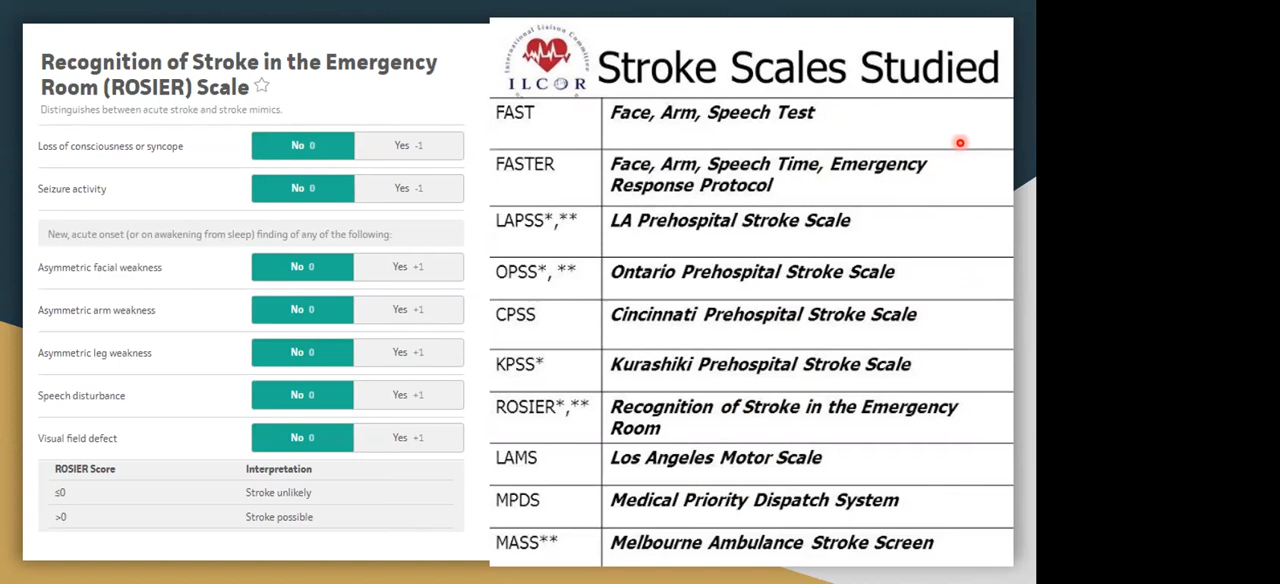 Recognition of Stroke in the Emergency
Room (ROSIER) Scale
Distinguishes between acute stroke and stroke mimics.
Loss of consciousness or syncope No 0 Yes -1
Seizure activity No 0 Yes -1
New, acute onset (or on awakening from sleep) finding of any of the following:
Asymmetric facial weakness No 0 Yes +1
Asymmetric arm weakness No 0 Yes +1
Asymmetric leg weakness No 0 Yes +1
Speech disturbance No 0 Yes +1
Visual field defect No 0 Yes +1
ROSIER Score Interpretation
≤0 Stroke unlikely
>0 Stroke possible
International Liaison Committee
ILCOR
Stroke Scales Studied
FAST Face, Arm, Speech Test
FASTER Face, Arm, Speech Time, Emergency
Response Protocol
LAPSS*,** LA Prehospital Stroke Scale
OPSS*, ** Ontario Prehospital Stroke Scale
CPSS Cincinnati Prehospital Stroke Scale
KPSS* Kurashiki Prehospital Stroke Scale
ROSIER*,** Recognition of Stroke in the Emergency
Room
LAMS Los Angeles Motor Scale
MPDS Medical Priority Dispatch System
MASS** Melbourne Ambulance Stroke Screen